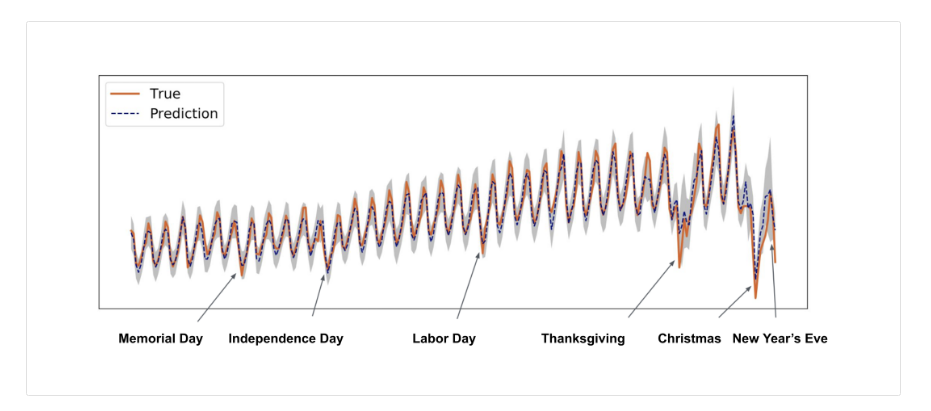 True
Prediction
Memorial Day
Independence Day
Labor Day
Thanksgiving
Christmas
New Year's Eve